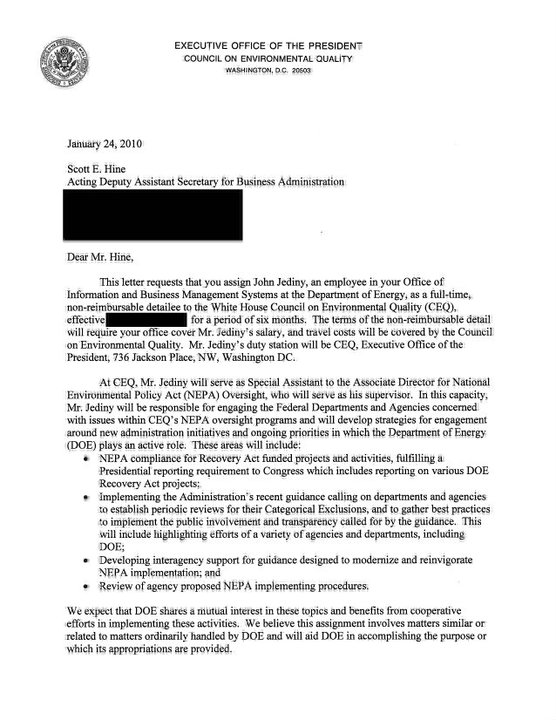 EXECUTIVE OFFICE OF THE PRESIDENT
COUNCIL ON ENVIRONMENTAL QUALITY
WASHINGTON, D.C. 20503
January 24, 2010
Scott E. Hine
Acting Deputy Assistant Secretary for Business Administration
Dear Mr. Hine,
This letter requests that you assign John Jediny, an employee in your Office of
Information and Business Management Systems at the Department of Energy, as a full-time,
non-reimbursable detailee to the White House Council on Environmental Quality (CEQ),
effective for a period of six months. The terms of the non-reimbursable detail
will require your office cover Mr. Jediny's salary, and travel costs will be covered by the Council
on Environmental Quality. Mr. Jediny's duty station will be CEQ, Executive Office of the
President, 736 Jackson Place, NW, Washington DC.
At CEQ, Mr. Jediny will serve as Special Assistant to the Associate Director for National
Environmental Policy Act (NEPA) Oversight, who will serve as his supervisor. In this capacity,
Mr. Jediny will be responsible for engaging the Federal Departments and Agencies concerned
with issues within CEQ's NEPA oversight programs and will develop strategies for engagement
around new administration initiatives and ongoing priorities in which the Department of Energy
(DOE) plays an active role. These areas will include:
• NEPA compliance for Recovery Act funded projects and activities, fulfilling a
Presidential reporting requirement to Congress which includes reporting on various DOE
Recovery Act projects;
• Implementing the Administration's recent guidance calling on departments and agencies
to establish periodic reviews for their Categorical Exclusions, and to gather best practices
to implement the public involvement and transparency called for by the guidance. This
will include highlighting efforts of a variety of agencies and departments, including
DOE;
• Developing interagency support for guidance designed to modernize and reinvigorate
NEPA implementation; and
• Review of agency proposed NEPA implementing procedures.
We expect that DOE shares a mutual interest in these topics and benefits from cooperative
efforts in implementing these activities. We believe this assignment involves matters similar or
related to matters ordinarily handled by DOE and will aid DOE in accomplishing the purpose or
which its appropriations are provided.